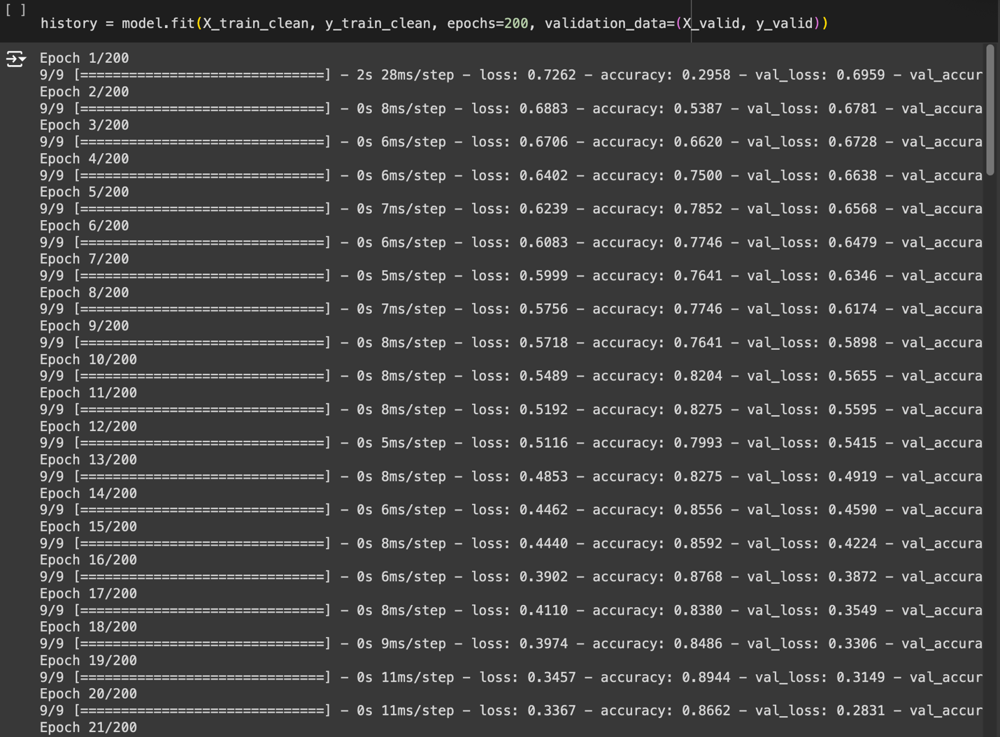 [ ]
history = model.fit(X_train_clean, y_train_clean, epochs=200, validation_data=(X_valid, y_valid))
Epoch 1/200
9/9 [==============================] - 2s 28ms/step - loss: 0.7262 - accuracy: 0.2958 - val_loss: 0.6959 - val_accur
Epoch 2/200
9/9 [==============================] - 0s 8ms/step - loss: 0.6883 - accuracy: 0.5387 - val_loss: 0.6781 - val_accura
Epoch 3/200
9/9 [==============================] - 0s 6ms/step - loss: 0.6706 - accuracy: 0.6620 - val_loss: 0.6728 - val_accura
Epoch 4/200
9/9 [==============================] - 0s 6ms/step - loss: 0.6402 - accuracy: 0.7500 - val_loss: 0.6638 - val_accura
Epoch 5/200
9/9 [==============================] - 0s 7ms/step - loss: 0.6239 - accuracy: 0.7852 - val_loss: 0.6568 - val_accura
Epoch 6/200
9/9 [==============================] - 0s 6ms/step - loss: 0.6083 - accuracy: 0.7746 - val_loss: 0.6479 - val_accura
Epoch 7/200
9/9 [==============================] - 0s 5ms/step - loss: 0.5999 - accuracy: 0.7641 - val_loss: 0.6346 - val_accura
Epoch 8/200
9/9 [==============================] - 0s 7ms/step - loss: 0.5756 - accuracy: 0.7746 - val_loss: 0.6174 - val_accura
Epoch 9/200
9/9 [==============================] - 0s 8ms/step - loss: 0.5718 - accuracy: 0.7641 - val_loss: 0.5898 - val_accura
Epoch 10/200
9/9 [==============================] - 0s 8ms/step - loss: 0.5489 - accuracy: 0.8204 - val_loss: 0.5655 - val_accura
Epoch 11/200
9/9 [==============================] - 0s 8ms/step - loss: 0.5192 - accuracy: 0.8275 - val_loss: 0.5595 - val_accura
Epoch 12/200
9/9 [==============================] - 0s 5ms/step - loss: 0.5116 - accuracy: 0.7993 - val_loss: 0.5415 - val_accura
Epoch 13/200
9/9 [==============================] - 0s 8ms/step - loss: 0.4853 - accuracy: 0.8275 - val_loss: 0.4919 - val_accura
Epoch 14/200
9/9 [==============================] - 0s 6ms/step - loss: 0.4462 - accuracy: 0.8556 - val_loss: 0.4590 - val_accura
Epoch 15/200
9/9 [==============================] - 0s 8ms/step - loss: 0.4440 - accuracy: 0.8592 - val_loss: 0.4224 - val_accura
Epoch 16/200
9/9 [==============================] - 0s 6ms/step - loss: 0.3902 - accuracy: 0.8768 - val_loss: 0.3872 - val_accura
Epoch 17/200
9/9 [==============================] - 0s 8ms/step - loss: 0.4110 - accuracy: 0.8380 - val_loss: 0.3549 - val_accura
Epoch 18/200
9/9 [==============================] - 0s 9ms/step - loss: 0.3974 - accuracy: 0.8486 - val_loss: 0.3306 - val_accura
Epoch 19/200
9/9 [==============================] - 0s 11ms/step - loss: 0.3457 - accuracy: 0.8944 - val_loss: 0.3149 - val_accur
Epoch 20/200
9/9 [==============================] - 0s 11ms/step - loss: 0.3367 - accuracy: 0.8662 - val_loss: 0.2831 - val_accur
Epoch 21/200